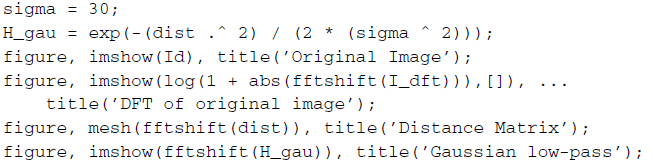 sigma = 30;
H_gau = exp(-(dist .^ 2) / (2 * (sigma ^ 2)));
figure, imshow(Id), title(’Original Image’);
figure, imshow(log(1 + abs(fftshift(I_dft))),[]), ...
title(’DFT of original image’);
figure, mesh(fftshift(dist)), title(’Distance Matrix’);
figure, imshow(fftshift(H_gau)), title(’Gaussian low-pass’);